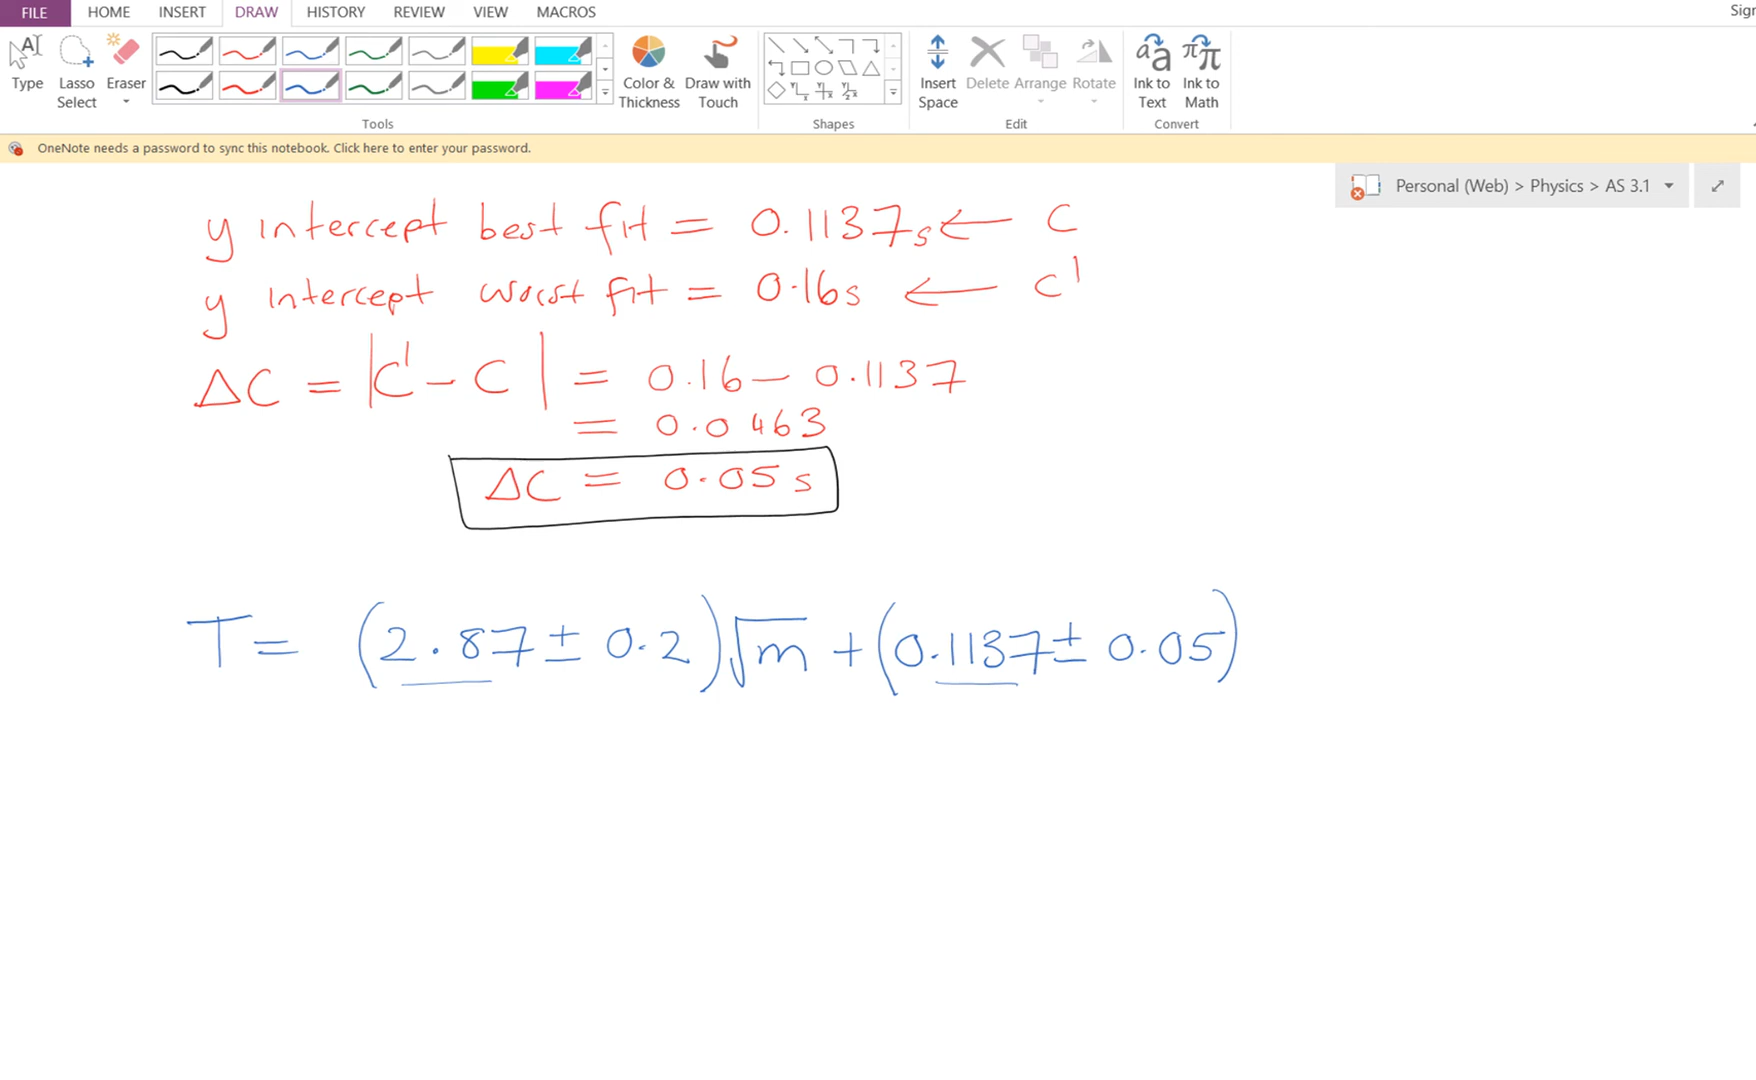 FILE HOME INSERT DRAW HISTORY REVIEW VIEW MACROS Sign
Type Lasso Select Eraser Color & Thickness Draw with Touch Insert Space Delete Arrange Rotate Ink to Text Ink to Math
Tools Shapes Edit Convert
OneNote needs a password to sync this notebook. Click here to enter your password.
Personal (Web) > Physics > AS 3.1
y intercept best fit = 0.1137s ← C
y intercept worst fit = 0.16s ← C'
ΔC = |C' - C| = 0.16 - 0.1137
= 0.0463
ΔC = 0.05s
T = (2.87 ± 0.2)√m + (0.1137 ± 0.05)